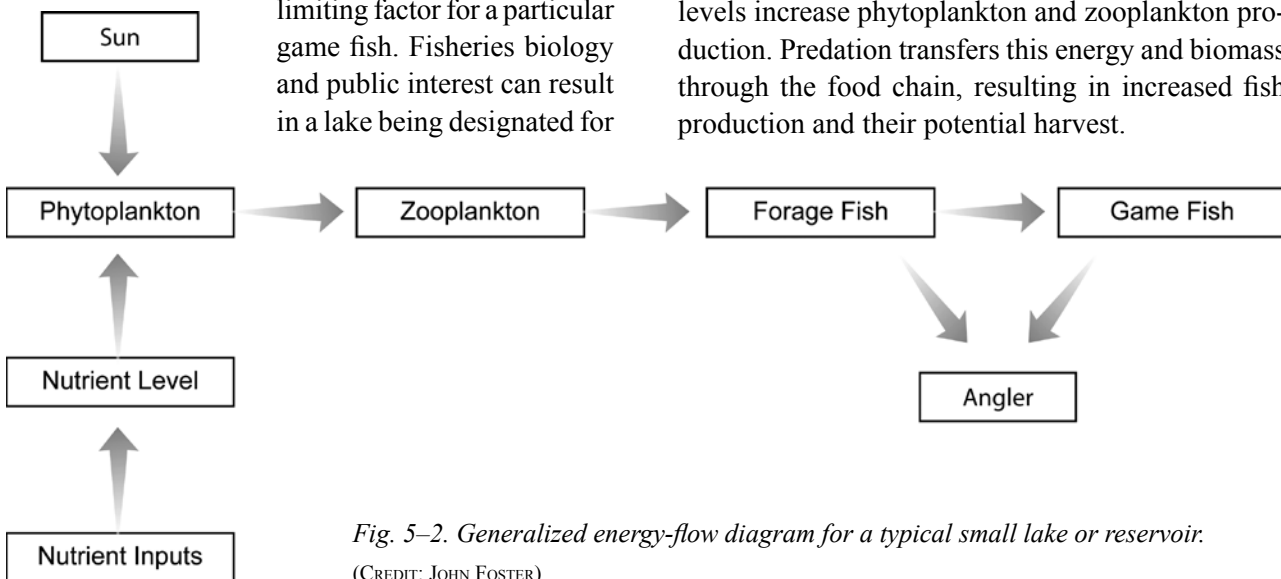 limiting factor for a particular
game fish. Fisheries biology
and public interest can result
in a lake being designated for
levels increase phytoplankton and zooplankton pro-
duction. Predation transfers this energy and biomass
through the food chain, resulting in increased fish
production and their potential harvest.
Sun
Phytoplankton
Zooplankton
Forage Fish
Game Fish
Nutrient Level
Angler
Nutrient Inputs
Fig. 5–2. Generalized energy-flow diagram for a typical small lake or reservoir.
(CREDIT: JOHN FOSTER)